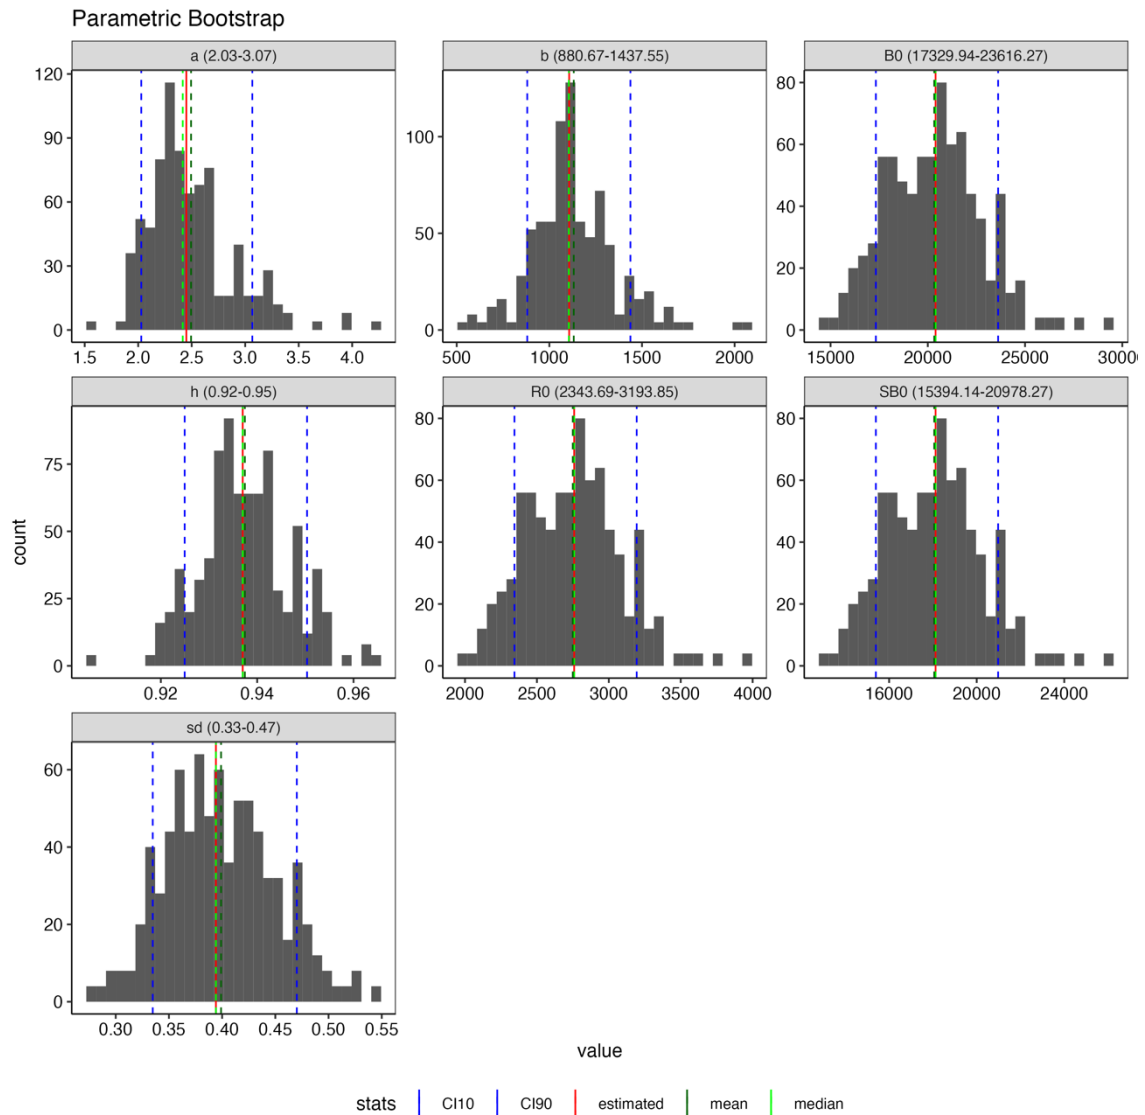 Parametric Bootstrap
a (2.03-3.07)
b (880.67-1437.55)
B0 (17329.94-23616.27)
120
90
60
30
0
100
50
0
80
60
40
20
0
1.5 2.0 2.5 3.0 3.5 4.0
500 1000 1500 2000
15000 20000 25000 3000
h (0.92-0.95)
R0 (2343.69-3193.85)
SB0 (15394.14-20978.27)
count
75
50
25
0
80
60
40
20
0
80
60
40
20
0
0.92 0.94 0.96
2000 2500 3000 3500 4000
16000 20000 24000
sd (0.33-0.47)
60
40
20
0
0.30 0.35 0.40 0.45 0.50 0.55
value
stats CI10 CI90 estimated mean median